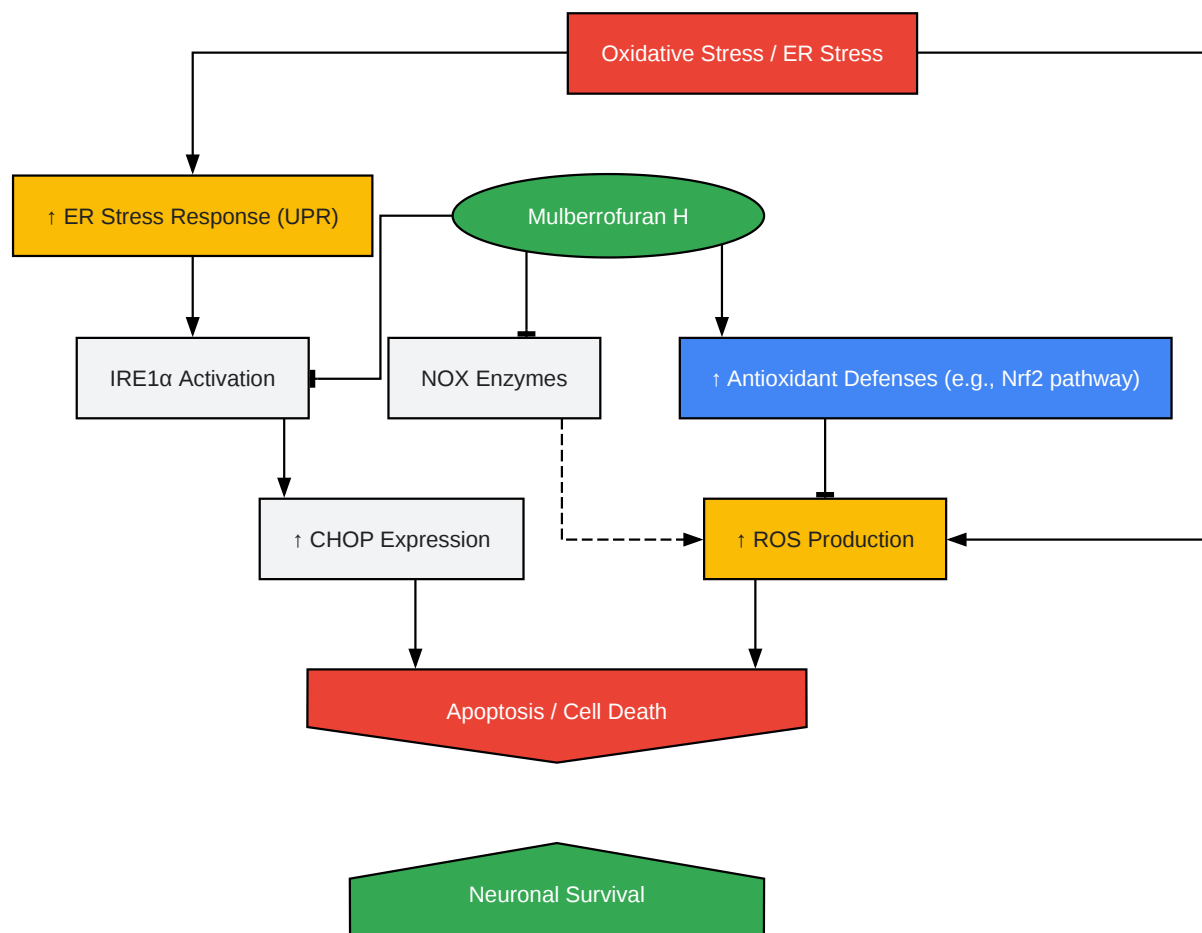 Oxidative Stress / ER Stress
↑ ER Stress Response (UPR)
Mulberrofuran H
IRE1α Activation
NOX Enzymes
↑ Antioxidant Defenses (e.g., Nrf2 pathway)
↑ CHOP Expression
↑ ROS Production
Apoptosis / Cell Death
Neuronal Survival